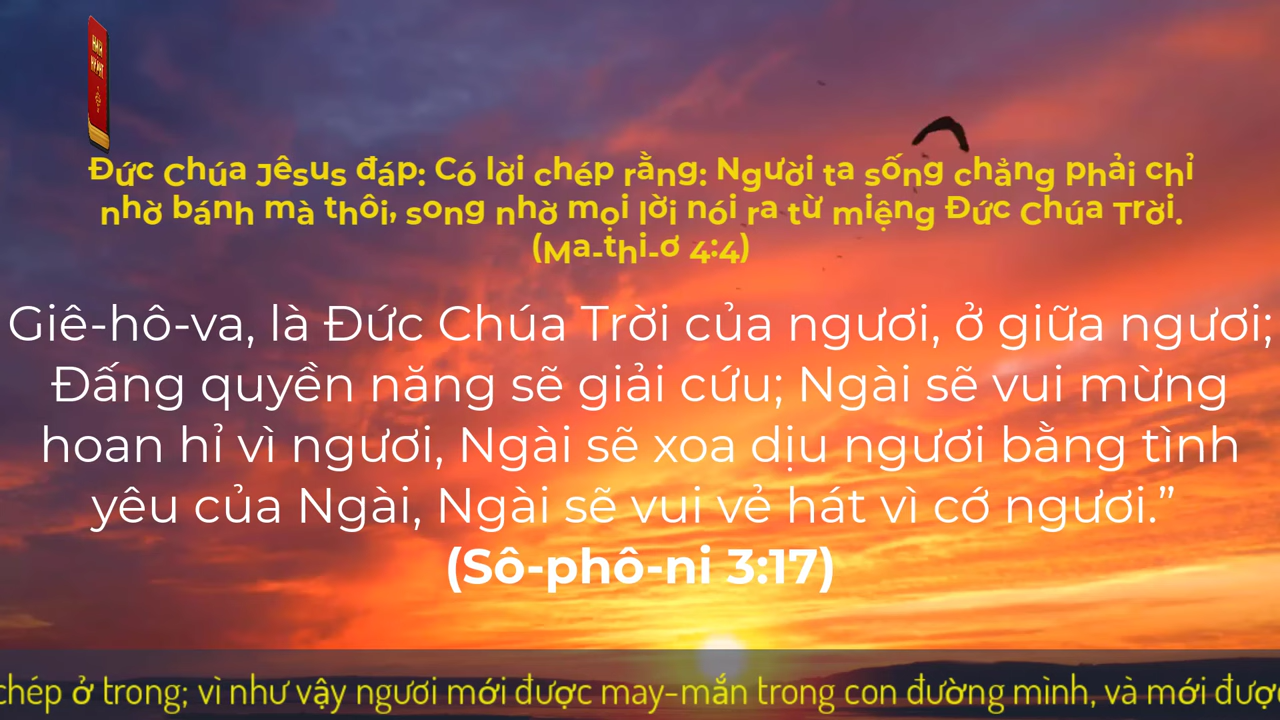 Đức Chúa Jêsus đáp: Có lời chép rằng: Người ta sống chẳng phải chỉ
nhờ bánh mà thôi, song nhờ mọi lời nói ra từ miệng Đức Chúa Trời.
(Ma-thi-ơ 4:4)
Giê-hô-va, là Đức Chúa Trời của ngươi, ở giữa ngươi;
Đấng quyền năng sẽ giải cứu; Ngài sẽ vui mừng
hoan hỉ vì ngươi, Ngài sẽ xoa dịu ngươi bằng tình
yêu của Ngài, Ngài sẽ vui vẻ hát vì cớ ngươi.”
(Sô-phô-ni 3:17)
chép ở trong; vì như vậy ngươi mới được may-mắn trong con đường mình, và mới được